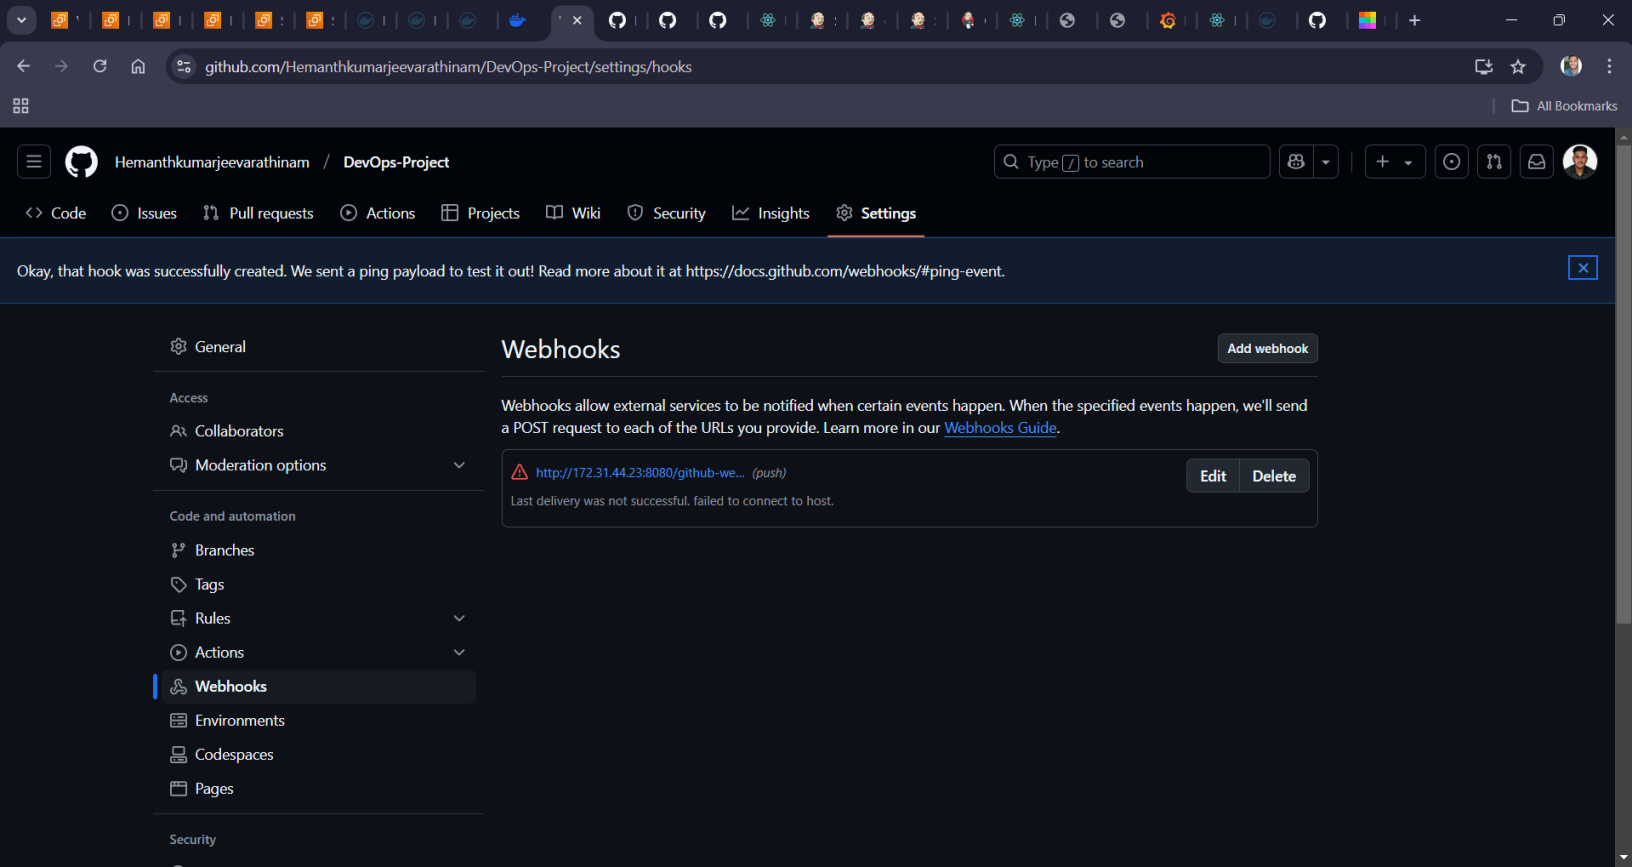 github.com/Hemanthkumarjeevarathinam/DevOps-Project/settings/hooks
All Bookmarks
Hemanthkumarjeevarathinam / DevOps-Project
Type / to search
Code
Issues
Pull requests
Actions
Projects
Wiki
Security
Insights
Settings
Okay, that hook was successfully created. We sent a ping payload to test it out! Read more about it at https://docs.github.com/webhooks/#ping-event.
General
Access
Collaborators
Moderation options
Code and automation
Branches
Tags
Rules
Actions
Webhooks
Environments
Codespaces
Pages
Security
Webhooks
Add webhook
Webhooks allow external services to be notified when certain events happen. When the specified events happen, we'll send
a POST request to each of the URLs you provide. Learn more in our Webhooks Guide.
http://172.31.44.23:8080/github-we... (push)
Edit
Delete
Last delivery was not successful. failed to connect to host.